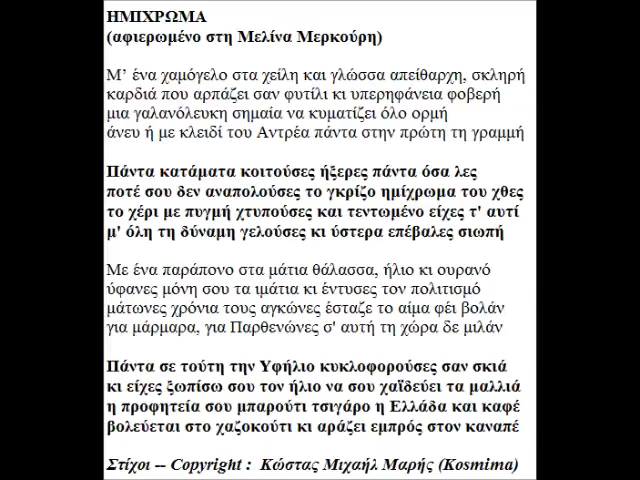 ΗΜΙΧΡΩΜΑ
(αφιερωμένο στη Μελίνα Μερκούρη)
Μ’ ένα χαμόγελο στα χείλη και γλώσσα απείθαρχη, σκληρή
καρδιά που αρπάζει σαν φυτίλι κι υπερηφάνεια φοβερή
μια γαλανόλευκη σημαία να κυματίζει όλο ορμή
άνευ ή με κλειδί του Αντρέα πάντα στην πρώτη τη γραμμή
Πάντα κατάματα κοιτούσες ήξερες πάντα όσα λες
ποτέ σου δεν αναπολούσες το γκρίζο ημίχρωμα του χθες
το χέρι με πυγμή χτυπούσες και τεντωμένο είχες τ' αυτί
μ' όλη τη δύναμη γελούσες κι ύστερα επέβαλες σιωπή
Με ένα παράπονο στα μάτια θάλασσα, ήλιο κι ουρανό
ύφανες μόνη σου τα ιμάτια κι έντυσες τον πολιτισμό
μάτωνες χρόνια τους αγκώνες έσταζε το αίμα φέι βολάν
για μάρμαρα, για Παρθενώνες σ' αυτή τη χώρα δε μιλάν
Πάντα σε τούτη την Υφήλιο κυκλοφορούσες σαν σκιά
κι είχες ξωπίσω σου τον ήλιο να σου χαϊδεύει τα μαλλιά
η προφητεία σου μπαρούτι τσιγάρο η Ελλάδα και καφέ
βολεύεται στο χαζοκούτι κι αράζει εμπρός στον καναπέ
Στίχοι -- Copyright : Κώστας Μιχαήλ Μαρής (Kosmima)